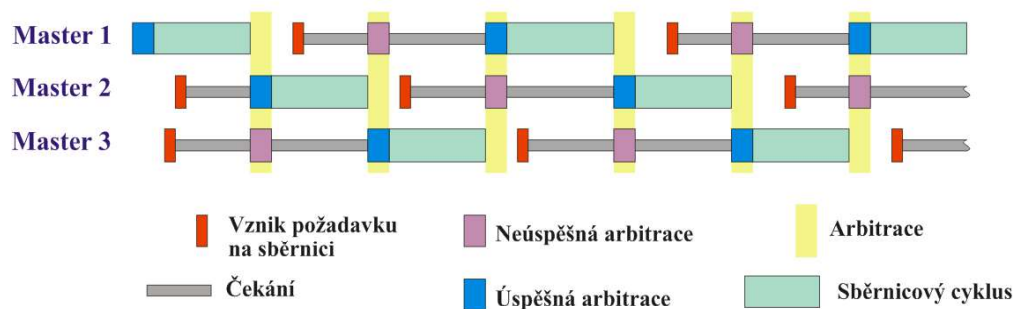 Master 1
Master 2
Master 3
Vznik požadavku
na sběrnici
Neúspěšná arbitrace
Arbitrace
Čekání
Úspěšná arbitrace
Sběrnicový cyklus